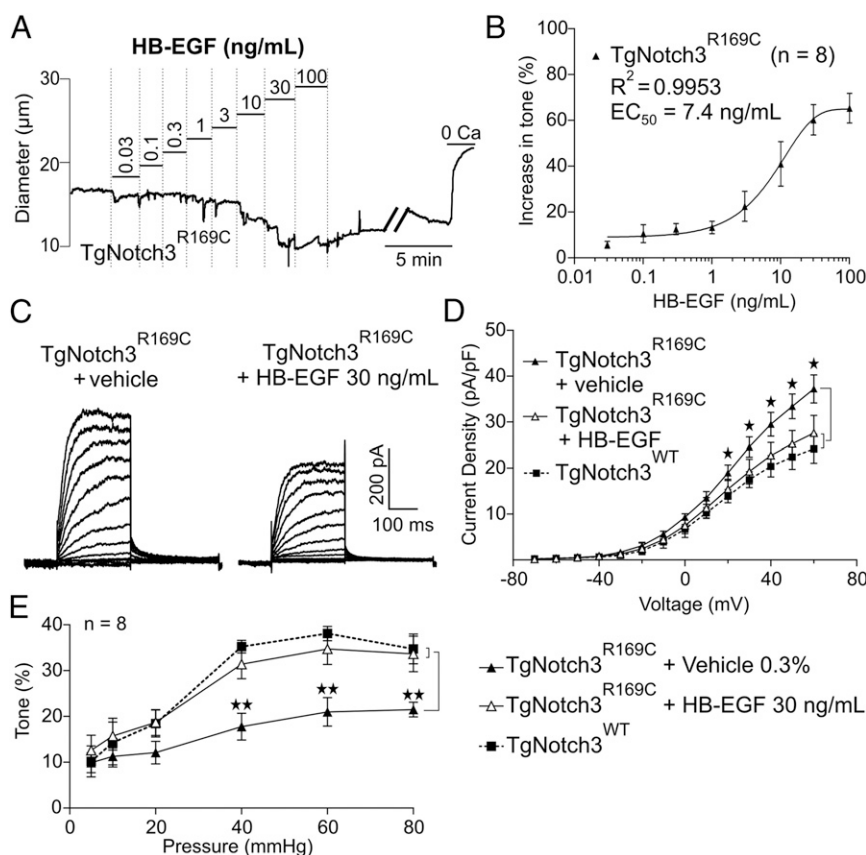 A
HB-EGF (ng/mL)
Diameter (µm)
30
20
10
0.03
0.1
0.3
1
3
10
30
100
0 Ca
TgNotch3R169C
5 min
B
Increase in tone (%)
100
80
60
40
20
0
TgNotch3R169C (n = 8)
R2 = 0.9953
EC50 = 7.4 ng/mL
0.01 0.1 1 10 100
HB-EGF (ng/mL)
C
TgNotch3R169C
+ vehicle
TgNotch3R169C
+ HB-EGF 30 ng/mL
200 pA
100 ms
D
Current Density (pA/pF)
50
40
30
20
10
TgNotch3R169C
+ vehicle
TgNotch3R169C
+ HB-EGF
TgNotch3WT
★ ★ ★ ★ ★
-80 -40 0 40 80
Voltage (mV)
E
n = 8
Tone (%)
40
30
20
10
0
★★ ★★ ★★
0 20 40 60 80
Pressure (mmHg)
TgNotch3R169C + Vehicle 0.3%
TgNotch3R169C + HB-EGF 30 ng/mL
TgNotch3WT